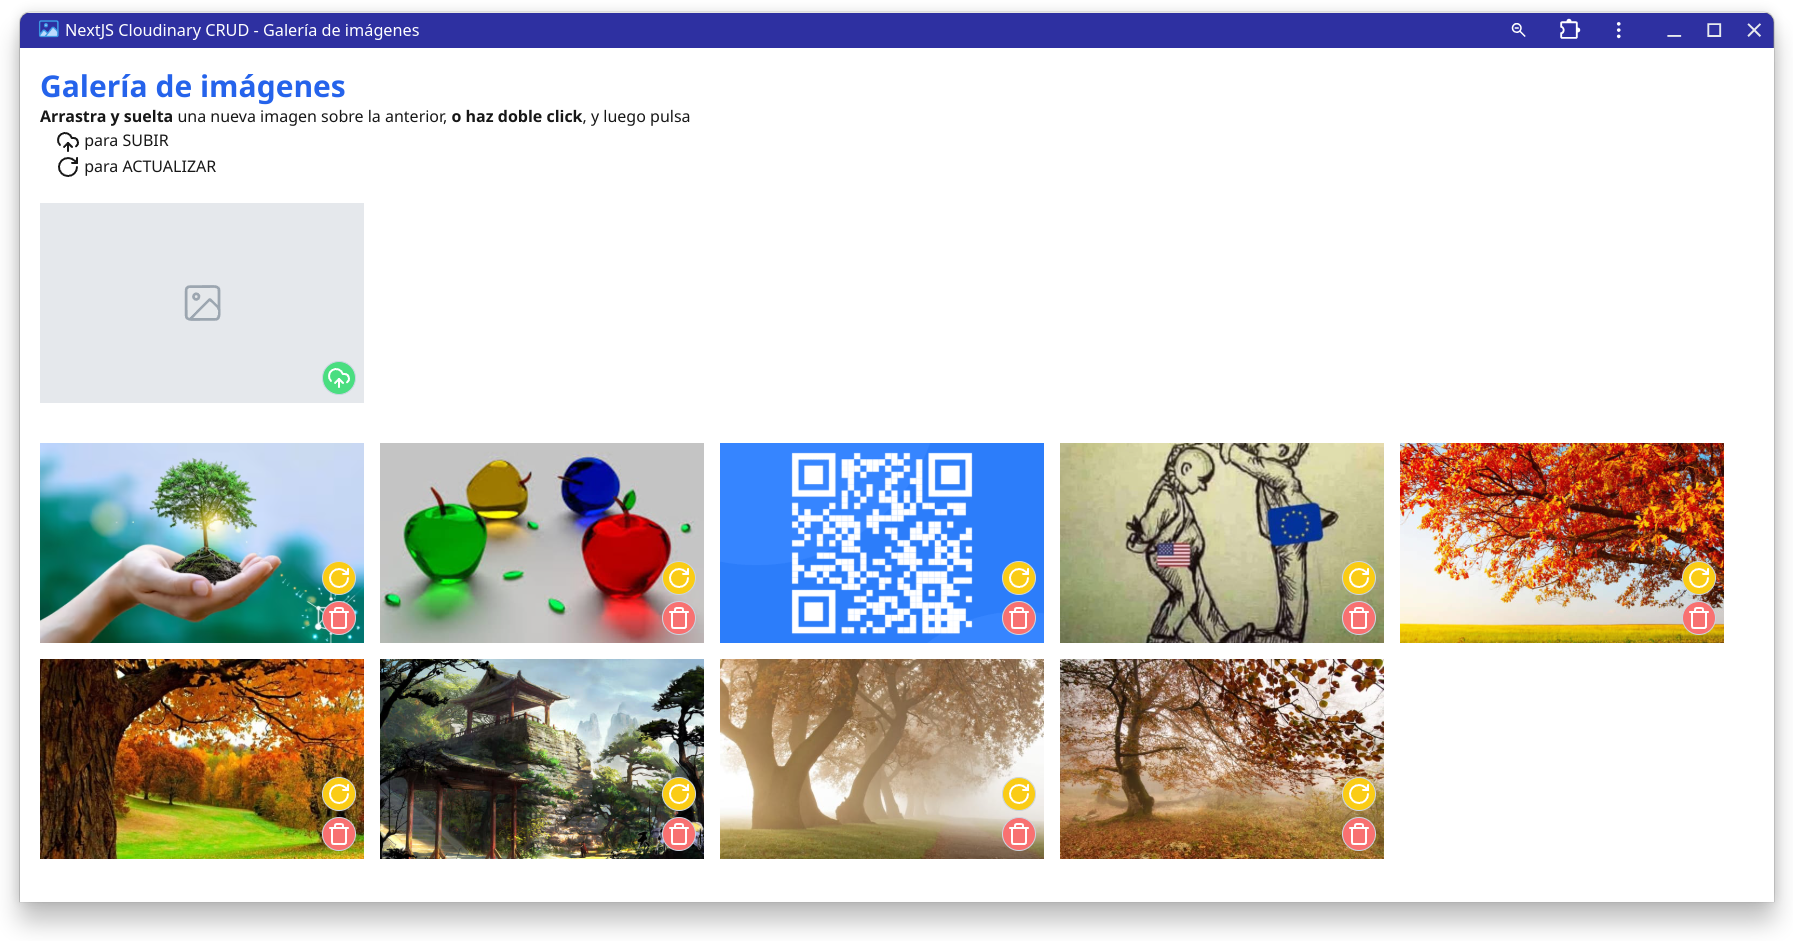 NextJS Cloudinary CRUD - Galería de imágenes
Galería de imágenes
Arrastra y suelta una nueva imagen sobre la anterior, o haz doble click, y luego pulsa
para SUBIR
para ACTUALIZAR